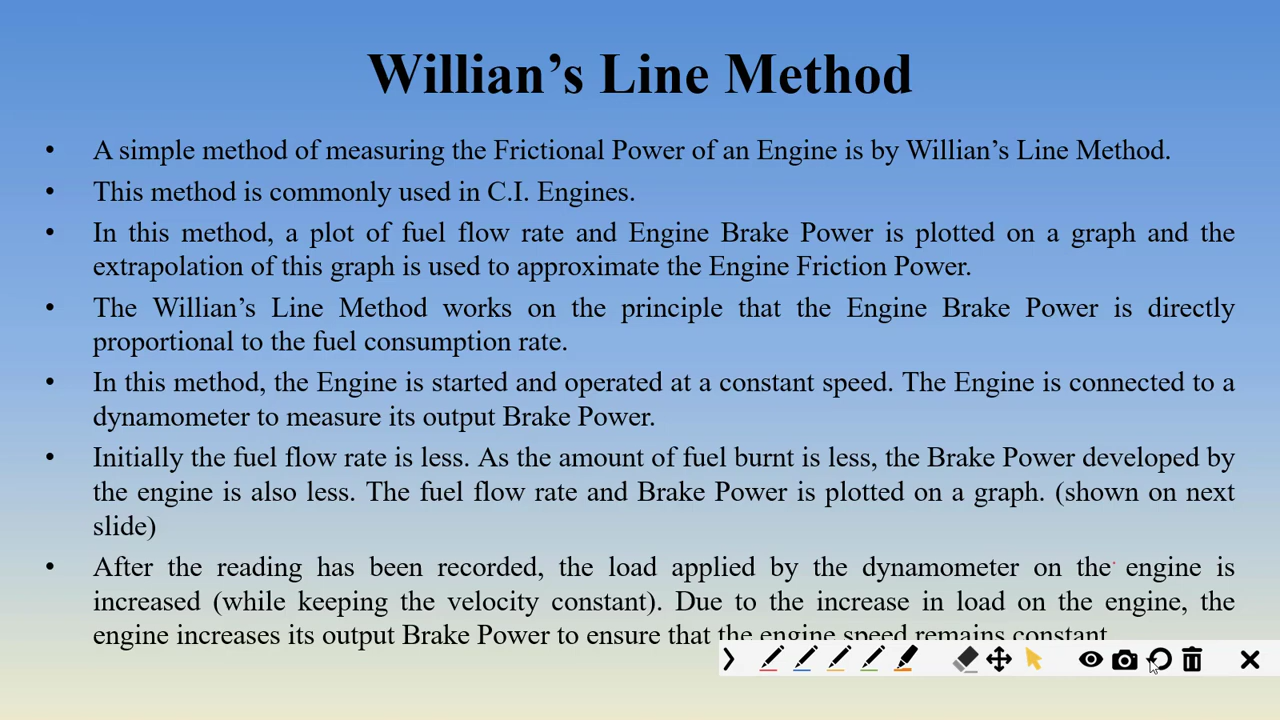 Willian’s Line Method
• A simple method of measuring the Frictional Power of an Engine is by Willian’s Line Method.
• This method is commonly used in C.I. Engines.
• In this method, a plot of fuel flow rate and Engine Brake Power is plotted on a graph and the
extrapolation of this graph is used to approximate the Engine Friction Power.
• The Willian’s Line Method works on the principle that the Engine Brake Power is directly
proportional to the fuel consumption rate.
• In this method, the Engine is started and operated at a constant speed. The Engine is connected to a
dynamometer to measure its output Brake Power.
• Initially the fuel flow rate is less. As the amount of fuel burnt is less, the Brake Power developed by
the engine is also less. The fuel flow rate and Brake Power is plotted on a graph. (shown on next
slide)
• After the reading has been recorded, the load applied by the dynamometer on the engine is
increased (while keeping the velocity constant). Due to the increase in load on the engine, the
engine increases its output Brake Power to ensure that the engine speed remains constant.